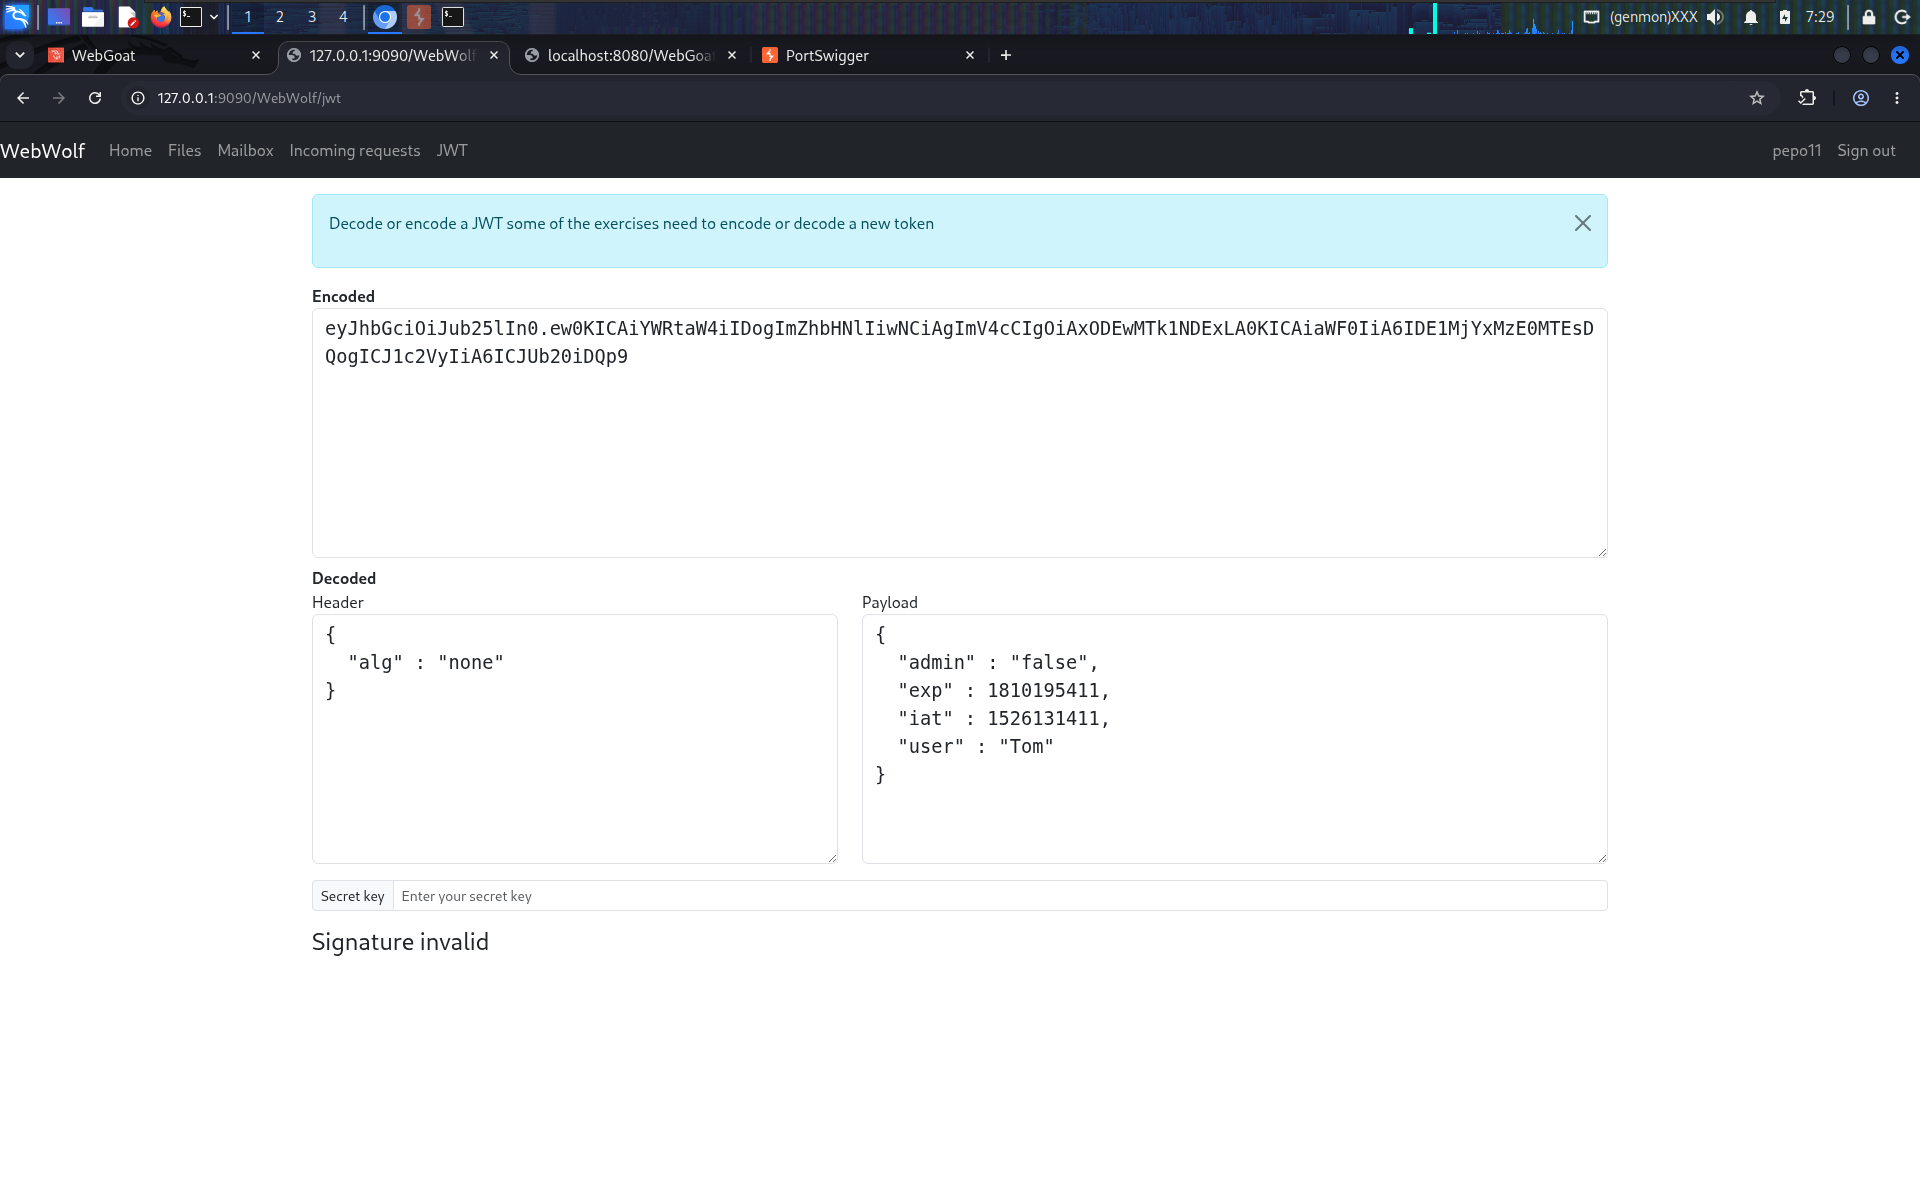 1 2 3 4 (genmon)XXX 7:29
WebGoat 127.0.0.1:9090/WebWolf localhost:8080/WebGoat PortSwigger
127.0.0.1:9090/WebWolf/jwt
WebWolf Home Files Mailbox Incoming requests JWT pepo11 Sign out
Decode or encode a JWT some of the exercises need to encode or decode a new token
Encoded
eyJhbGciOiJub25lIn0.ew0KICAiYWRtaW4iIDogImZhbHNlIiwNCiAgImV4cCIgOiAxODEwMTk1NDExLA0KICAiaWF0IiA6IDE1MjYxMzE0MTEsD
QogICJ1c2VyIiA6ICJUb20iDQp9
Decoded
Header
{
"alg" : "none"
}
Payload
{
"admin" : "false",
"exp" : 1810195411,
"iat" : 1526131411,
"user" : "Tom"
}
Secret key Enter your secret key
Signature invalid